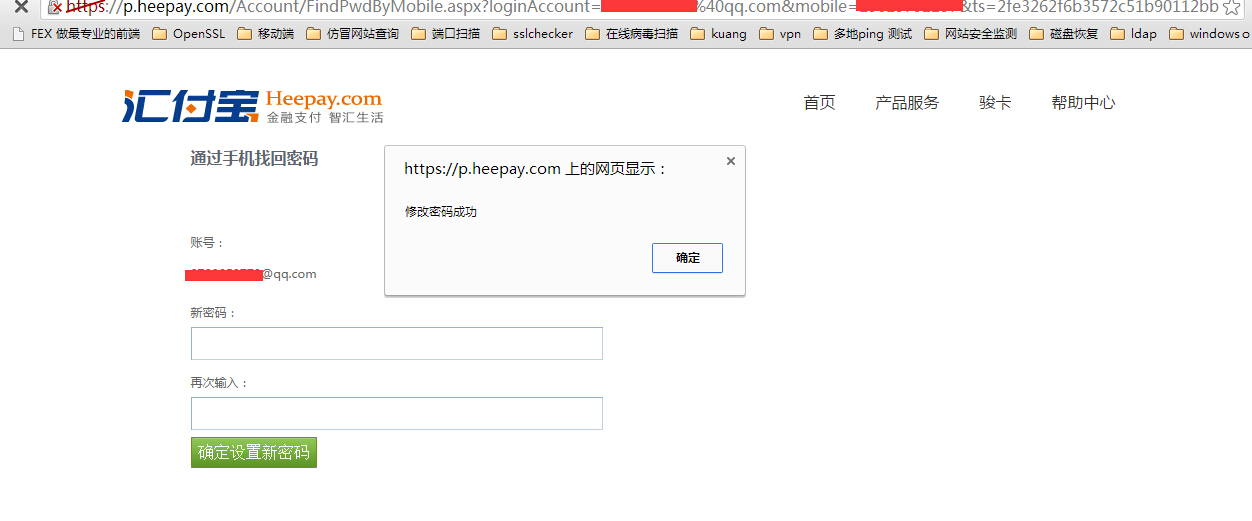 https://p.heepay.com/Account/FindPwdByMobile.aspx?loginAccount= %40qq.com&mobile= &ts=2fe3262f6b3572c51b90112bb
FEX 做最专业的前端 OpenSSL 移动端 仿冒网站查询 端口扫描 sslchecker 在线病毒扫描 kuang vpn 多地ping 测试 网站安全监测 磁盘恢复 ldap windows
汇付宝 Heepay.com
金融支付 智汇生活
首页 产品服务 骏卡 帮助中心
通过手机找回密码
https://p.heepay.com 上的网页显示：
修改密码成功
确定
账号：
@qq.com
新密码：
再次输入：
确定设置新密码